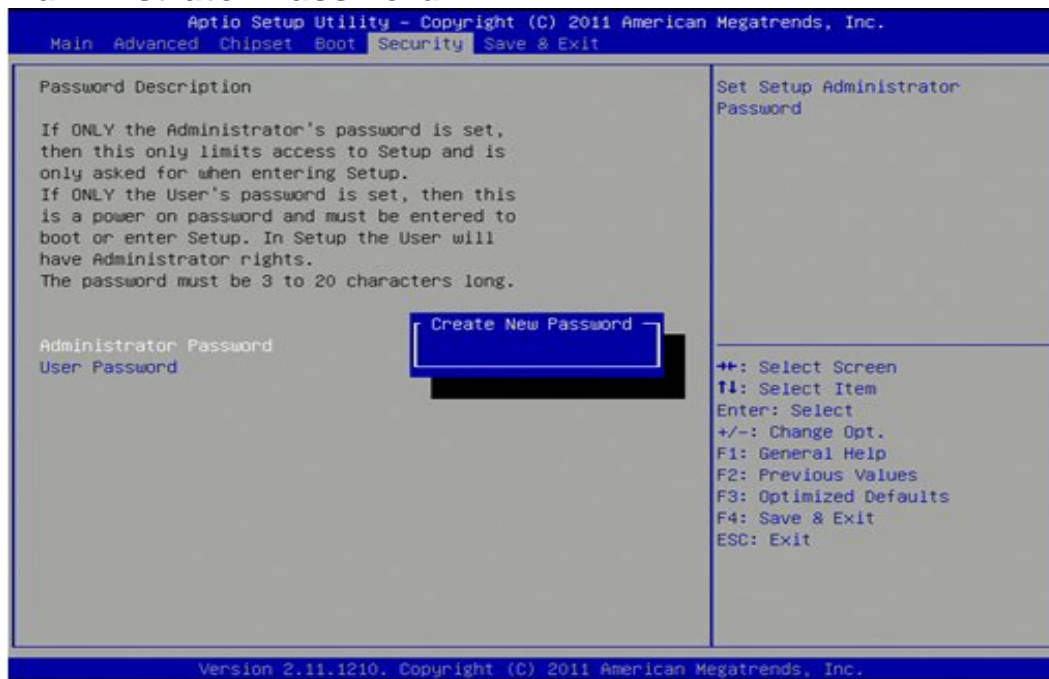 Aptio Setup Utility – Copyright (C) 2011 American Megatrends, Inc.
Main Advanced Chipset Boot Security Save & Exit
Password Description
If ONLY the Administrator's password is set,
then this only limits access to Setup and is
only asked for when entering Setup.
If ONLY the User's password is set, then this
is a power on password and must be entered to
boot or enter Setup. In Setup the User will
have Administrator rights.
The password must be 3 to 20 characters long.
Create New Password
Administrator Password
User Password
Set Setup Administrator
Password
→←: Select Screen
↑↓: Select Item
Enter: Select
+/-: Change Opt.
F1: General Help
F2: Previous Values
F3: Optimized Defaults
F4: Save & Exit
ESC: Exit
Version 2.11.1210. Copyright (C) 2011 American Megatrends, Inc.